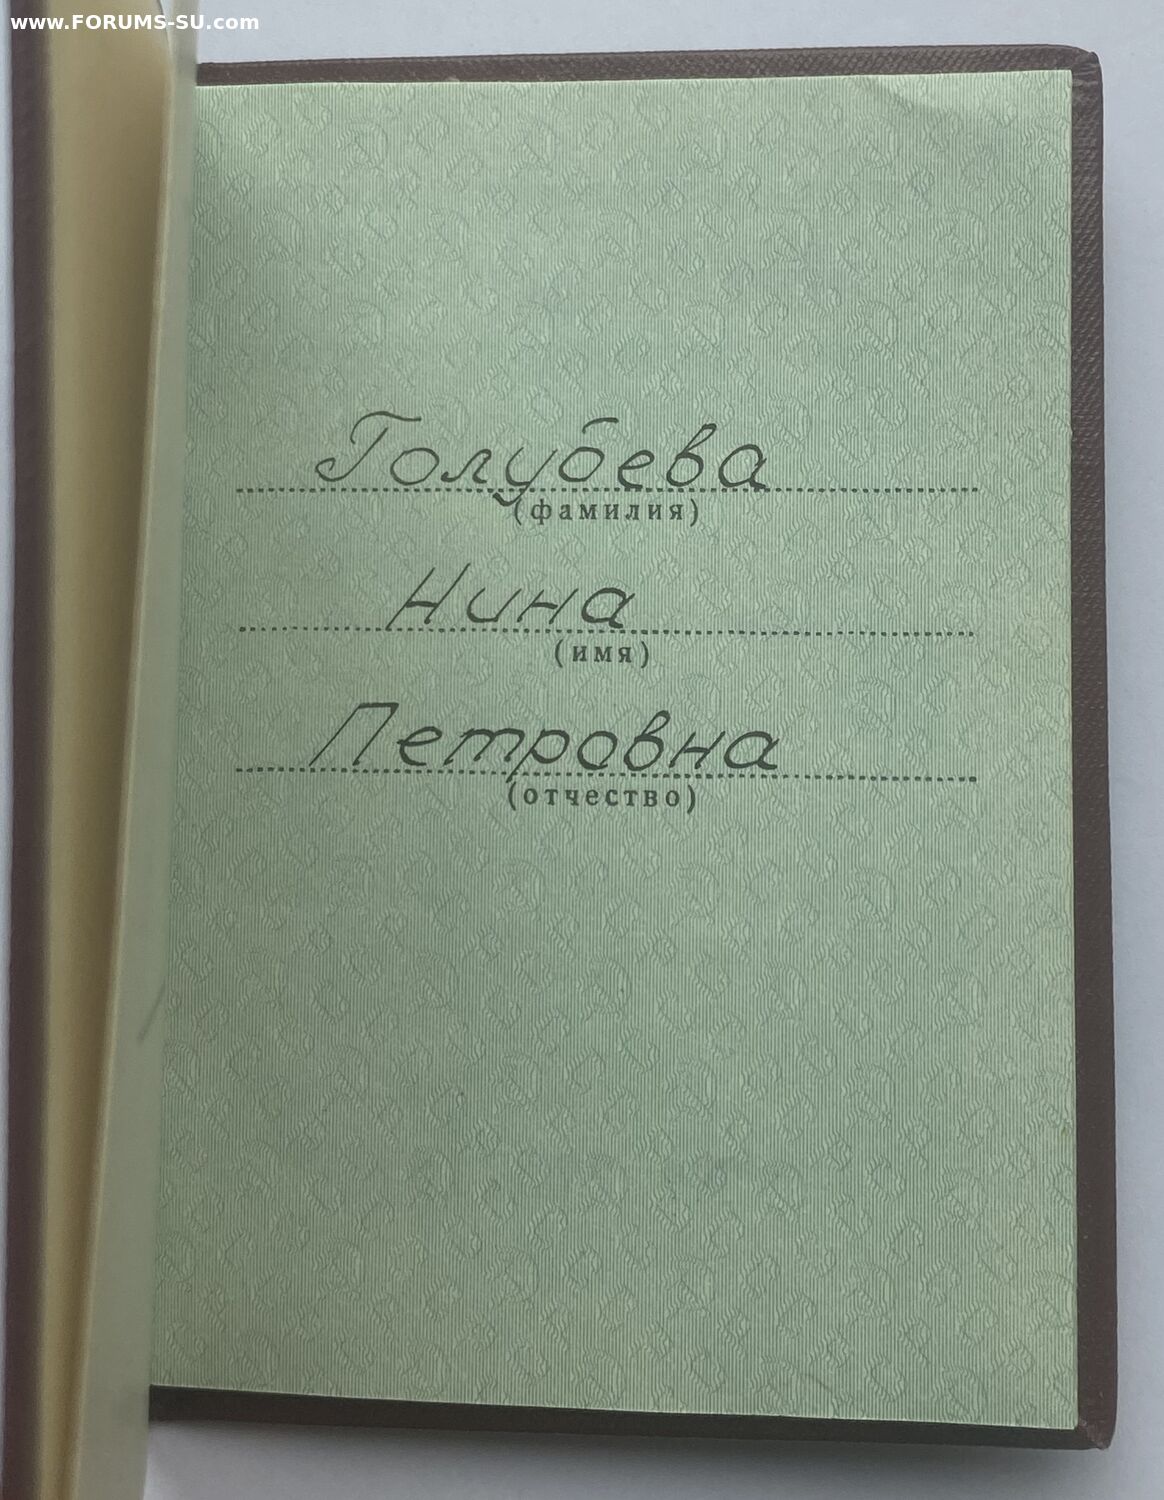 www.FORUMS-SU.com
Голубева
(фамилия)
Нина
(имя)
Петровна
(отчество)